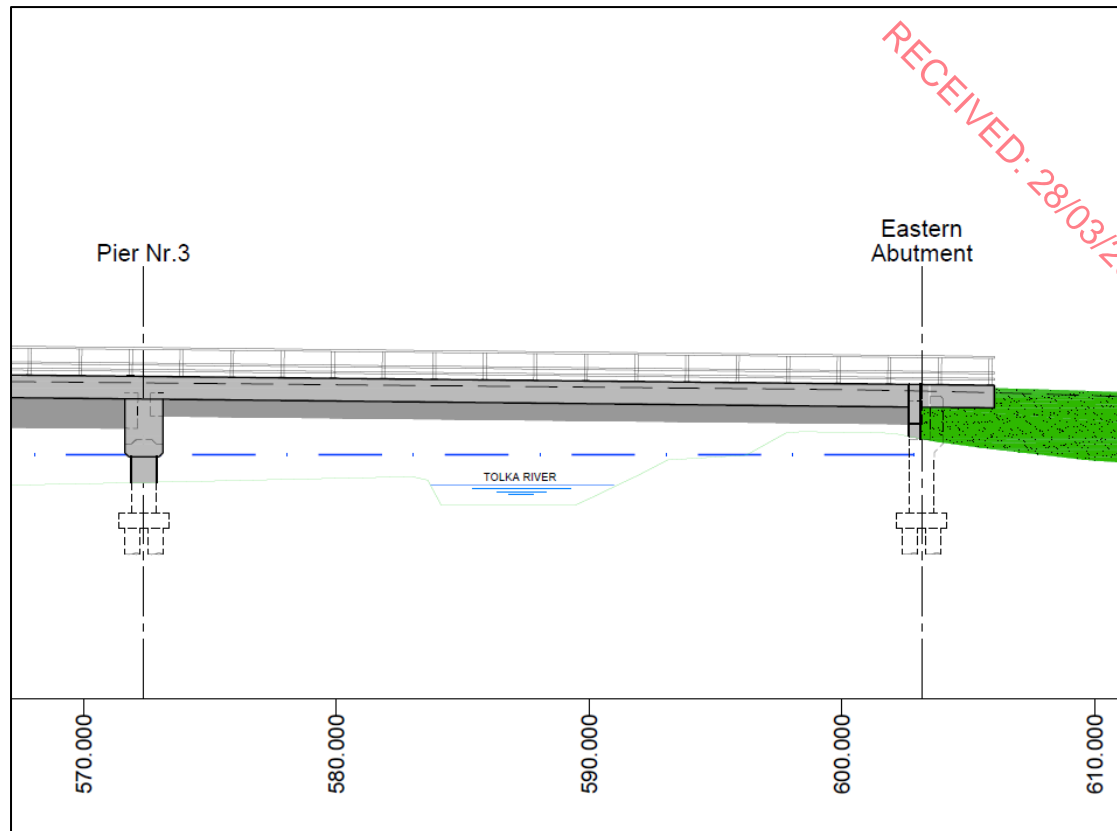 RECEIVED: 28/03/2
Pier Nr.3
Eastern
Abutment
TOLKA RIVER
570.000
580.000
590.000
600.000
610.000